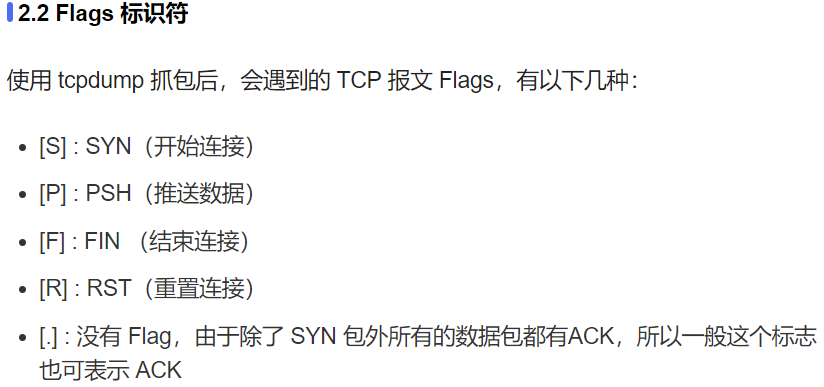 2.2 Flags 标识符
使用 tcpdump 抓包后，会遇到的 TCP 报文 Flags，有以下几种：
• [S] : SYN（开始连接）
• [P] : PSH（推送数据）
• [F] : FIN （结束连接）
• [R] : RST（重置连接）
• [.] : 没有 Flag，由于除了 SYN 包外所有的数据包都有ACK，所以一般这个标志
也可表示 ACK